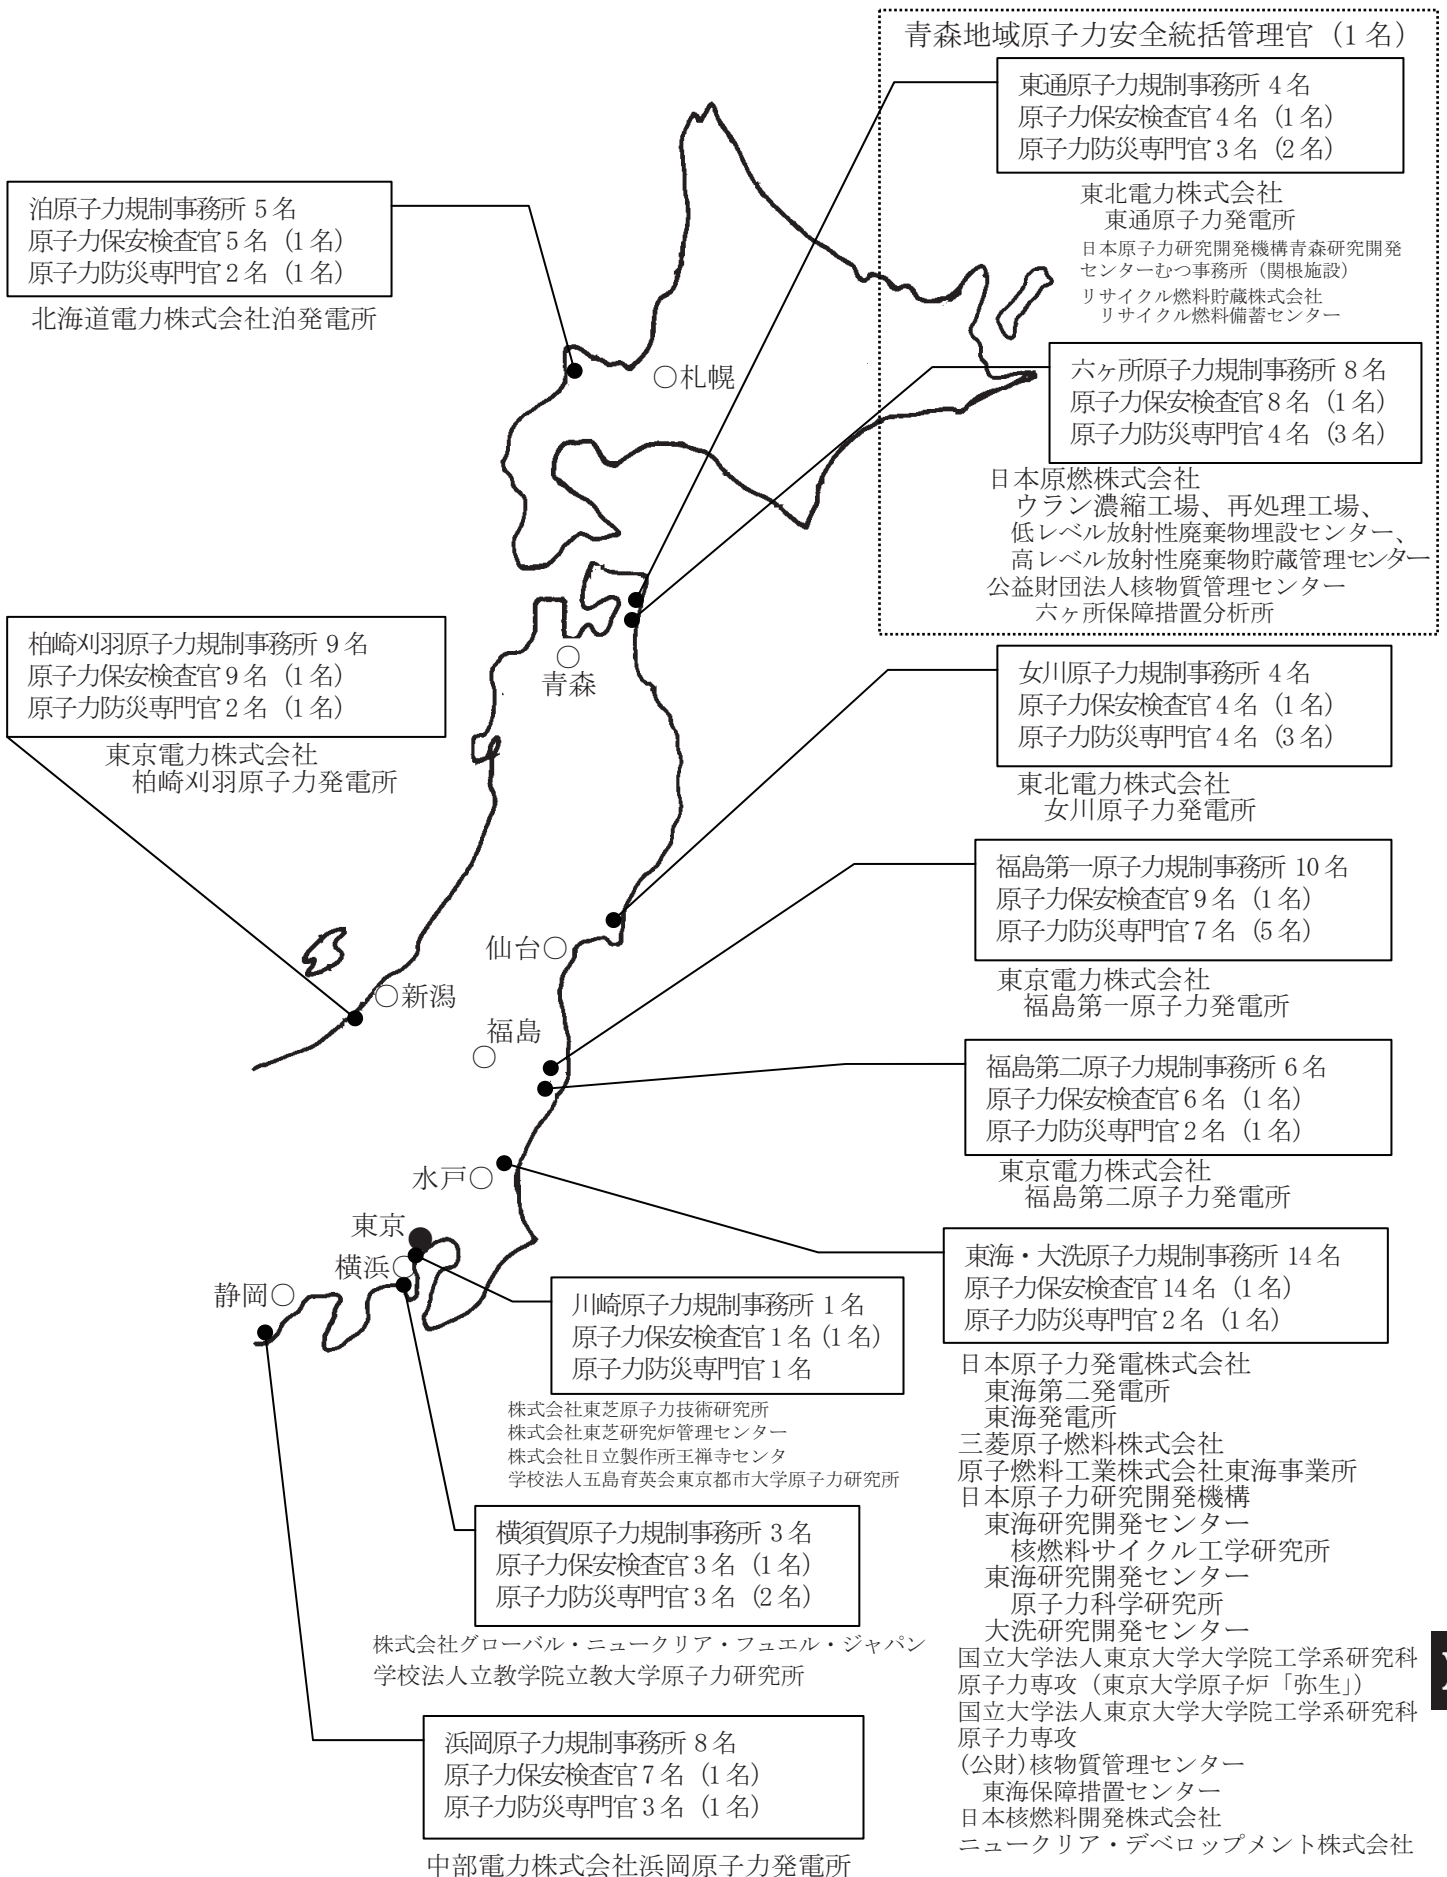 青森地域原子力安全統括管理官（1名）
東通原子力規制事務所 4名
原子力保安検査官4名（1名）
原子力防災専門官3名（2名）
東北電力株式会社
東通原子力発電所
日本原子力研究開発機構青森研究開発
センターむつ事務所（関根施設）
リサイクル燃料貯蔵株式会社
リサイクル燃料備蓄センター
泊原子力規制事務所 5名
原子力保安検査官5名（1名）
原子力防災専門官2名（1名）
北海道電力株式会社泊発電所
○札幌
六ヶ所原子力規制事務所 8名
原子力保安検査官8名（1名）
原子力防災専門官4名（3名）
日本原燃株式会社
ウラン濃縮工場、再処理工場、
低レベル放射性廃棄物埋設センター、
高レベル放射性廃棄物貯蔵管理センター
公益財団法人核物質管理センター
六ヶ所保障措置分析所
柏崎刈羽原子力規制事務所 9名
原子力保安検査官9名（1名）
原子力防災専門官2名（1名）
東京電力株式会社
柏崎刈羽原子力発電所
○
青森
女川原子力規制事務所 4名
原子力保安検査官4名（1名）
原子力防災専門官4名（3名）
東北電力株式会社
女川原子力発電所
福島第一原子力規制事務所 10名
原子力保安検査官9名（1名）
原子力防災専門官7名（5名）
東京電力株式会社
福島第一原子力発電所
仙台○
○新潟
福島
○
福島第二原子力規制事務所 6名
原子力保安検査官6名（1名）
原子力防災専門官2名（1名）
東京電力株式会社
福島第二原子力発電所
水戸○
東京
横浜○
静岡○
東海・大洗原子力規制事務所 14名
原子力保安検査官14名（1名）
原子力防災専門官2名（1名）
日本原子力発電株式会社
東海第二発電所
東海発電所
三菱原子燃料株式会社
原子燃料工業株式会社東海事業所
日本原子力研究開発機構
東海研究開発センター
核燃料サイクル工学研究所
東海研究開発センター
原子力科学研究所
大洗研究開発センター
国立大学法人東京大学大学院工学系研究科
原子力専攻（東京大学原子炉「弥生」）
国立大学法人東京大学大学院工学系研究科
原子力専攻
(公財)核物質管理センター
東海保障措置センター
日本核燃料開発株式会社
ニュークリア・デベロップメント株式会社
川崎原子力規制事務所 1名
原子力保安検査官1名（1名）
原子力防災専門官1名
株式会社東芝原子力技術研究所
株式会社東芝研究炉管理センター
株式会社日立製作所王禅寺センタ
学校法人五島育英会東京都市大学原子力研究所
横須賀原子力規制事務所 3名
原子力保安検査官3名（1名）
原子力防災専門官3名（2名）
株式会社グローバル・ニュークリア・フュエル・ジャパン
学校法人立教学院立教大学原子力研究所
浜岡原子力規制事務所 8名
原子力保安検査官7名（1名）
原子力防災専門官3名（1名）
中部電力株式会社浜岡原子力発電所